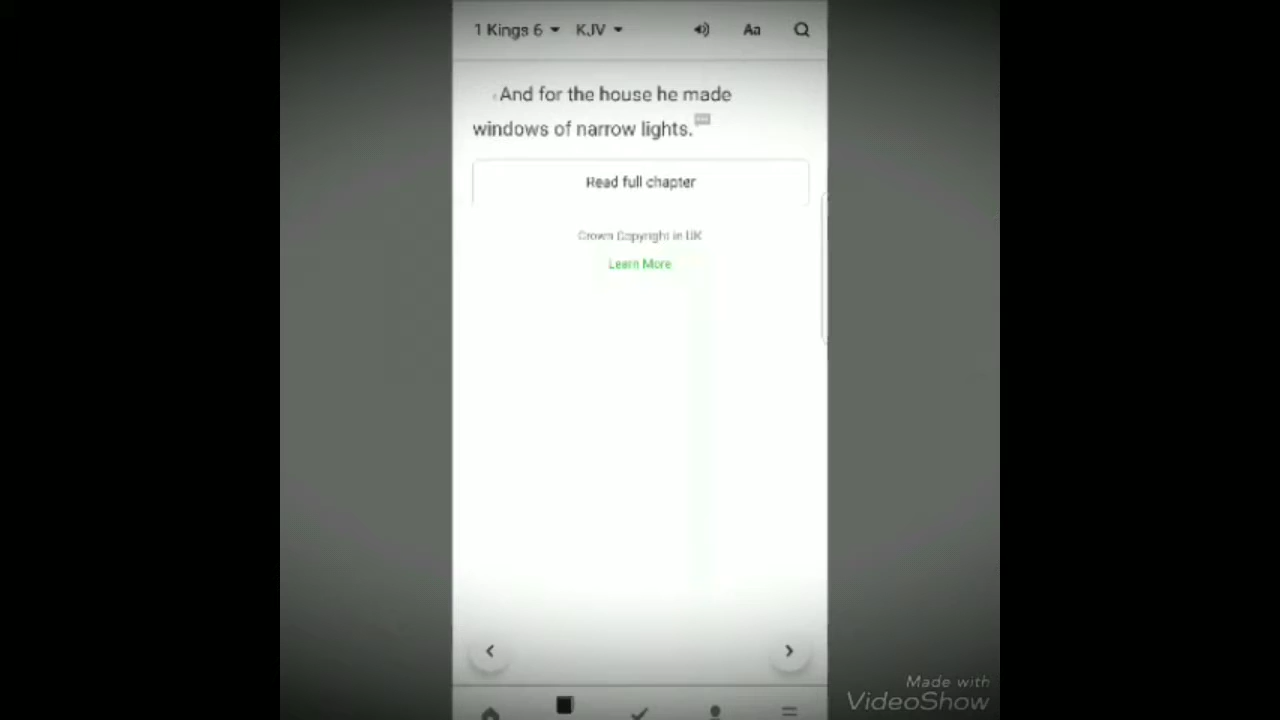 1 Kings 6 KJV Aa
And for the house he made
windows of narrow lights.
Read full chapter
Crown Copyright in UK
Learn More
Made with
VideoShow